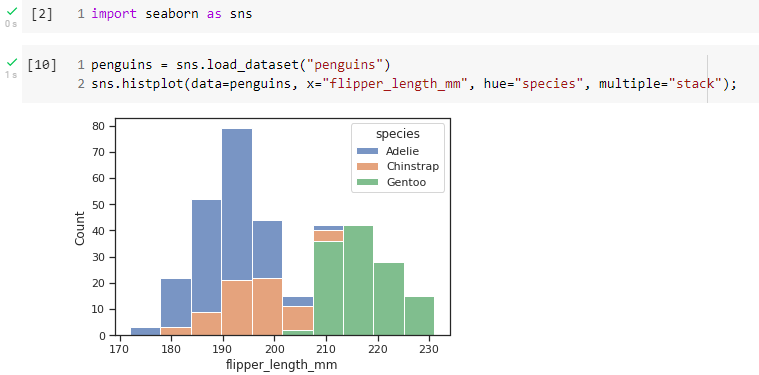 [2] 1 import seaborn as sns
0 s
[10] 1 penguins = sns.load_dataset("penguins")
1 s
2 sns.histplot(data=penguins, x="flipper_length_mm", hue="species", multiple="stack");
80
70
60
50
40
30
20
10
0
Count
species
Adelie
Chinstrap
Gentoo
170 180 190 200 210 220 230
flipper_length_mm